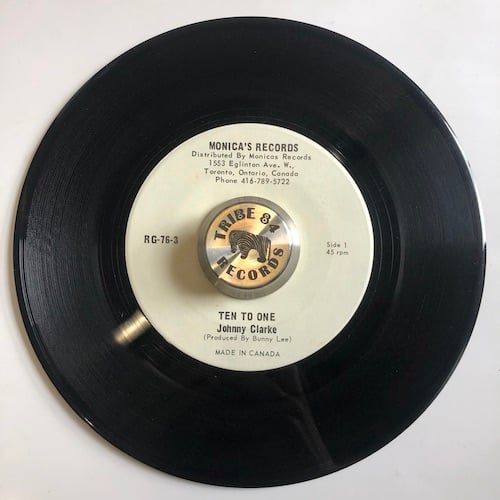 MONICA'S RECORDS
Distributed By Monicas Records
1553 Eglinton Ave. W.,
Toronto, Ontario, Canada
Phone 416-789-5722
RG-76-3
TRIBE 84
RECORDS
Side 1
45 rpm
TEN TO ONE
Johnny Clarke
(Produced By Bunny Lee)
MADE IN CANADA